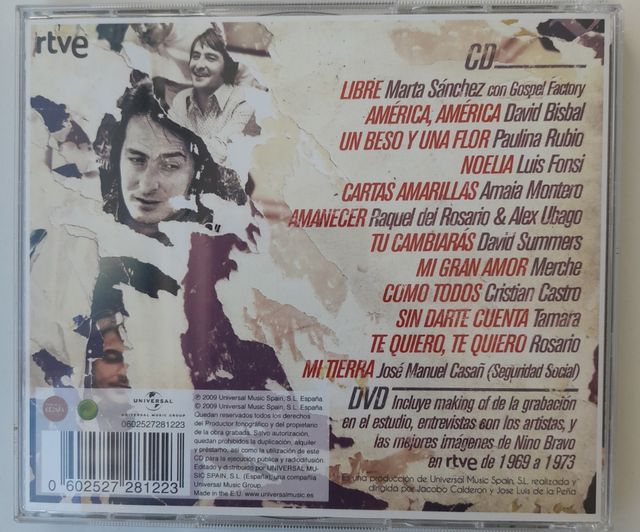 rtve
CD
LIBRE Marta Sánchez con Gospel Factory
AMÉRICA, AMÉRICA David Bisbal
UN BESO Y UNA FLOR Paulina Rubio
NOELIA Luis Fonsi
CARTAS AMARILLAS Amaia Montero
AMANECER Raquel del Rosario & Alex Ubago
TU CAMBIARÁS David Summers
MI GRAN AMOR Merche
COMO TODOS Cristian Castro
SIN DARTE CUENTA Tamara
TE QUIERO, TE QUIERO Rosario
MI TIERRA José Manuel Casañ (Seguridad Social)
DVD Incluye making of de la grabación
en el estudio, entrevistas con los artistas, y
las mejores imágenes de Nino Bravo
en rtve de 1969 a 1973
Es una producción de Universal Music Spain, S.L. realizado y
dirigida por Jacobo Calderon y Jose Luis de la Peña
UNIVERSAL
UNIVERSAL MUSIC GROUP
0602527281223
0 602527 281223
℗ 2009 Universal Music Spain, S.L. España
© 2009 Universal Music Spain, S.L. España
Quedan reservados todos los derechos
del Productor fonográfico y del propietario
de la obra grabada. Salvo autorización,
quedan prohibidos la duplicación, alquiler
y préstamo, así como la utilización de este
CD para la ejecución pública y radiodifusión.
Editado y distribuido por UNIVERSAL MU-
SIC SPAIN, S.L. (España), una compañía
Universal Music Group.
Made in the E.U. www.universalmusic.es